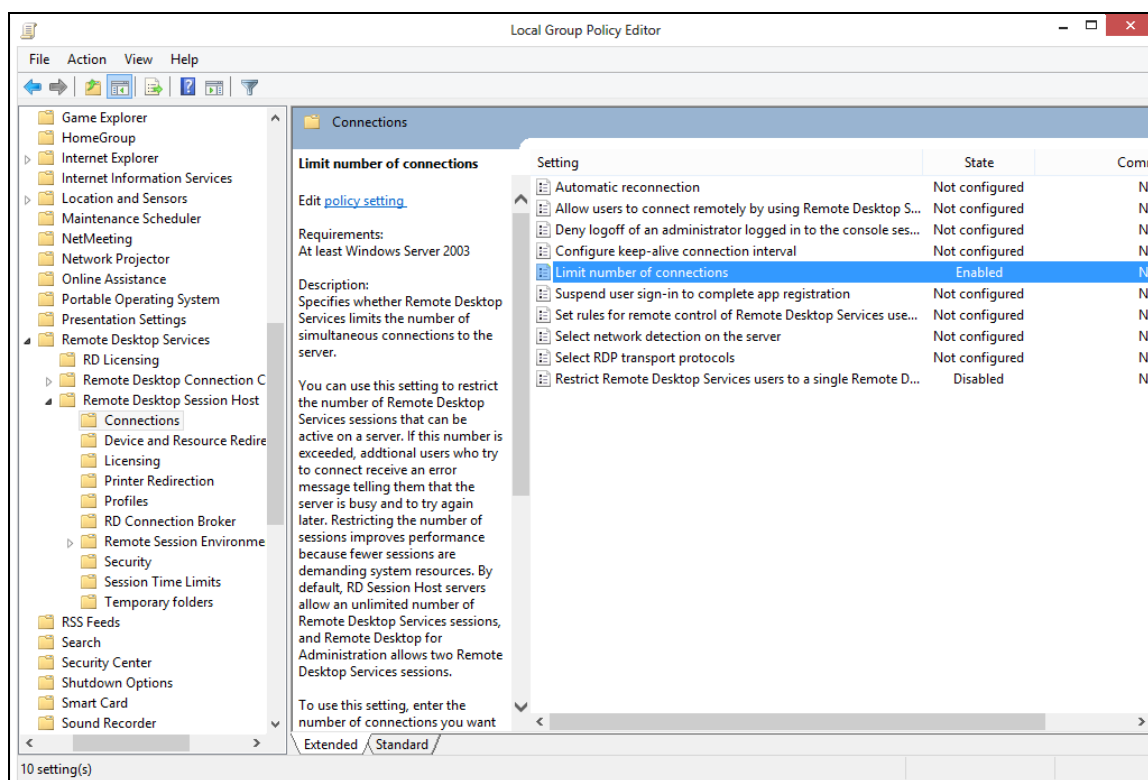 Local Group Policy Editor
File Action View Help
Game Explorer
HomeGroup
Internet Explorer
Internet Information Services
Location and Sensors
Maintenance Scheduler
NetMeeting
Network Projector
Online Assistance
Portable Operating System
Presentation Settings
Remote Desktop Services
RD Licensing
Remote Desktop Connection C
Remote Desktop Session Host
Connections
Device and Resource Redire
Licensing
Printer Redirection
Profiles
RD Connection Broker
Remote Session Environme
Security
Session Time Limits
Temporary folders
RSS Feeds
Search
Security Center
Shutdown Options
Smart Card
Sound Recorder
Connections
Limit number of connections
Edit policy setting
Requirements:
At least Windows Server 2003
Description:
Specifies whether Remote Desktop
Services limits the number of
simultaneous connections to the
server.
You can use this setting to restrict
the number of Remote Desktop
Services sessions that can be
active on a server. If this number is
exceeded, addtional users who try
to connect receive an error
message telling them that the
server is busy and to try again
later. Restricting the number of
sessions improves performance
because fewer sessions are
demanding system resources. By
default, RD Session Host servers
allow an unlimited number of
Remote Desktop Services sessions,
and Remote Desktop for
Administration allows two Remote
Desktop Services sessions.
To use this setting, enter the
number of connections you want
Setting State Comm
Automatic reconnection Not configured N
Allow users to connect remotely by using Remote Desktop S... Not configured N
Deny logoff of an administrator logged in to the console ses... Not configured N
Configure keep-alive connection interval Not configured N
Limit number of connections Enabled N
Suspend user sign-in to complete app registration Not configured N
Set rules for remote control of Remote Desktop Services use... Not configured N
Select network detection on the server Not configured N
Select RDP transport protocols Not configured N
Restrict Remote Desktop Services users to a single Remote D... Disabled N
Extended Standard
10 setting(s)